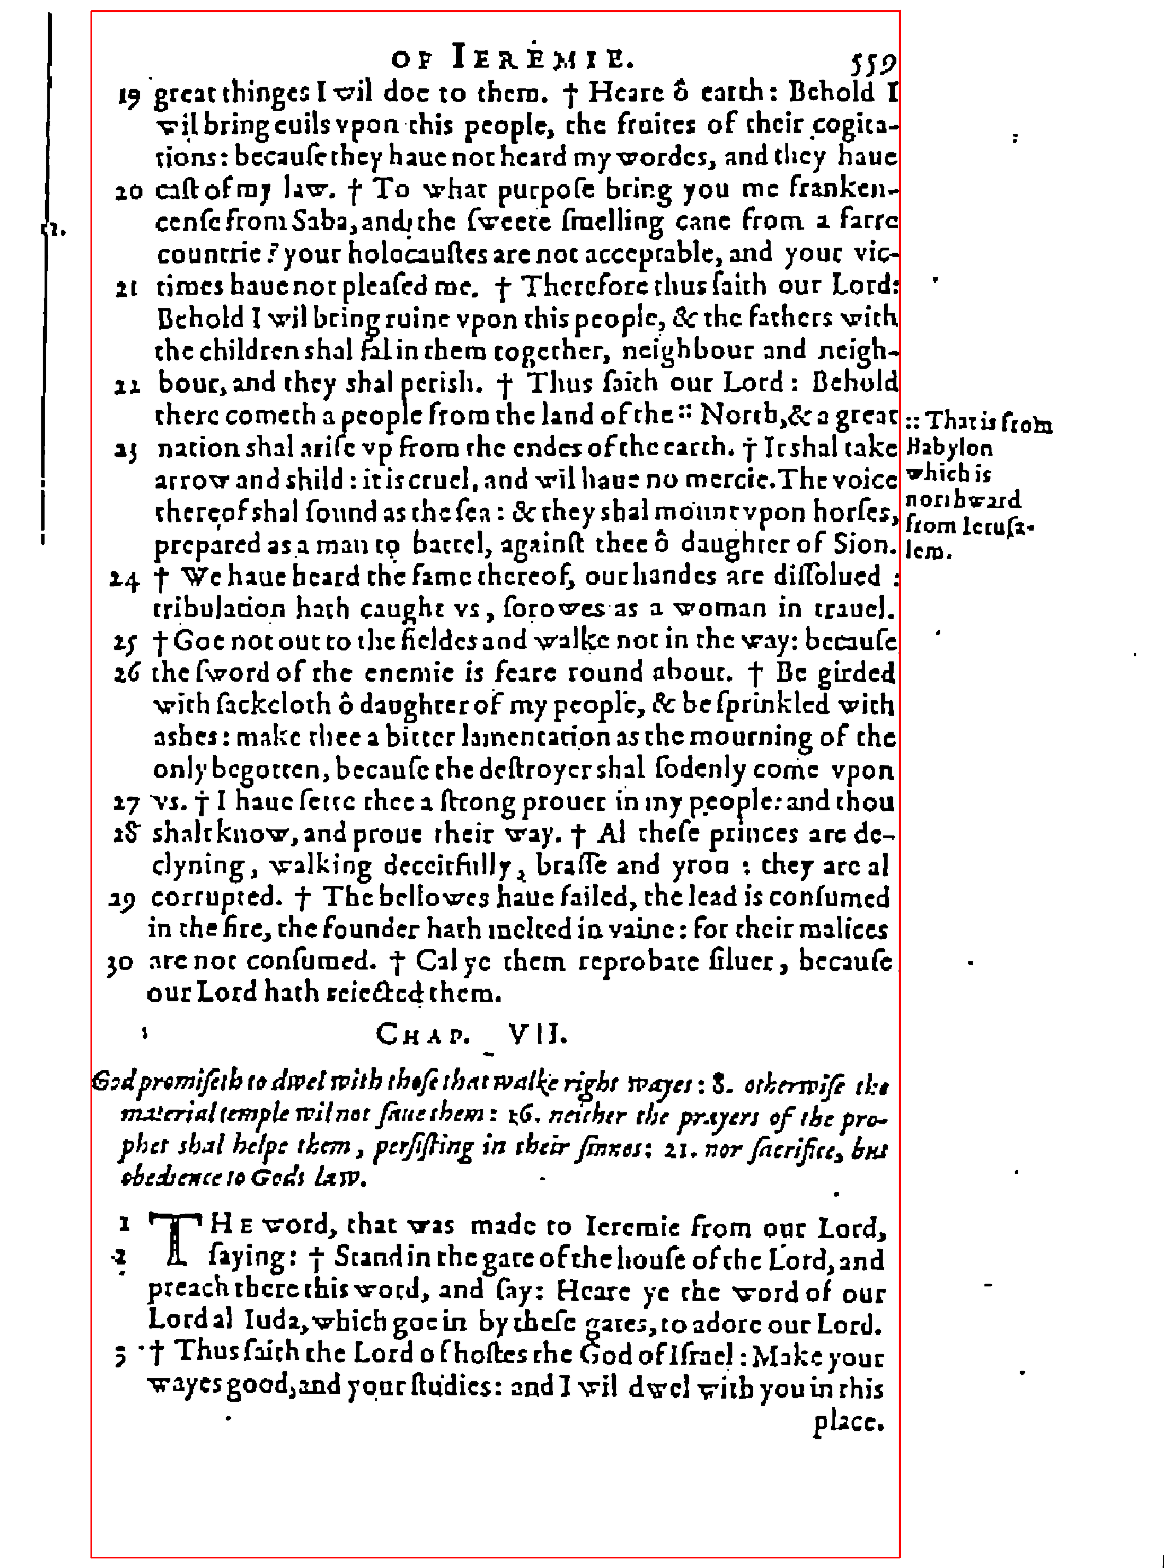 OF IEREMIE. 559
19 great thinges I wil doe to them. † Heare ô earth: Behold I
wil bring euils vpon this people, the fruites of their cogita-
tions: becauſe they haue not heard my wordes, and they haue
20 caſt of my law. † To what purpoſe bring you me franken-
cenſe from Saba, and the ſweete ſmelling cane from a farre
countrie? your holocauſtes are not acceptable, and your vic-
21 times haue not pleaſed me. † Therefore thus ſaith our Lord:
Behold I wil bring ruine vpon this people, & the fathers with
the children shal fal in them together, neighbour and neigh-
22 bour, and they shal perish. † Thus ſaith our Lord: Behold
there cometh a people from the land of the :: North, & a great
23 nation shal ariſe vp from the endes of the earth. † It shal take
arrow and shild: it is cruel, and wil haue no mercie. The voice
thereof shal ſound as the ſea: & they shal mount vpon horſes,
prepared as a man to battel, againſt thee ô daughter of Sion.
24 † We haue heard the fame thereof, our handes are diſſolued:
tribulation hath caught vs, ſorowes as a woman in trauel.
25 † Goe not out to the fieldes and walke not in the way: becauſe
26 the ſword of the enemie is feare round about. † Be girded
with ſackcloth ô daughter of my people, & be ſprinkled with
ashes: make thee a bitter lamentation as the mourning of the
only begotten, becauſe the deſtroyer shal ſodenly come vpon
27 vs. † I haue ſette thee a ſtrong prouer in my people: and thou
28 shalt know, and proue their way. † Al theſe princes are de-
clyning, walking deceitfully, braſſe and yron: they are al
29 corrupted. † The bellowes haue failed, the lead is conſumed
in the fire, the founder hath melted in vaine: for their malices
30 are not conſumed. † Cal ye them reprobate ſiluer, becauſe
our Lord hath reiected them.
:: That is from
Babylon
which is
northward
from Ieruſa-
lem.
CHAP. VII.
God promiſeth to dwel with thoſe that walke right wayes: 8. otherwiſe the
material temple wil not ſaue them: 16. neither the prayers of the pro-
phet shal helpe them, perſiſting in their ſinnes: 21. nor ſacrifice, but
obedience to Gods law.
1 THE word, that was made to Ieremie from our Lord,
2 ſaying: † Stand in the gate of the houſe of the Lord, and
preach there this word, and ſay: Heare ye the word of our
Lord al Iuda, which goe in by theſe gates, to adore our Lord.
3 † Thus ſaith the Lord of hoſtes the God of Iſrael: Make your
wayes good, and your ſtudies: and I wil dwel with you in this
place.